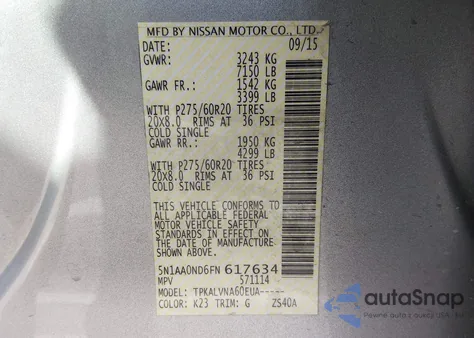 MFD BY NISSAN MOTOR CO., LTD.
DATE: 09/15
GVWR: 3243 KG
7150 LB
GAWR FR.: 1542 KG
3399 LB
WITH P275/60R20 TIRES
20X8.0 RIMS AT 36 PSI
COLD SINGLE
GAWR RR.: 1950 KG
4299 LB
WITH P275/60R20 TIRES
20X8.0 RIMS AT 36 PSI
COLD SINGLE
THIS VEHICLE CONFORMS TO
ALL APPLICABLE FEDERAL
MOTOR VEHICLE SAFETY
STANDARDS IN EFFECT ON
THE DATE OF MANUFACTURE
SHOWN ABOVE.
5N1AA0ND6FN617634
MPV 571114
MODEL: TPKALVNA60EUA-----
COLOR: K23 TRIM: G ZS40A
autoSnap